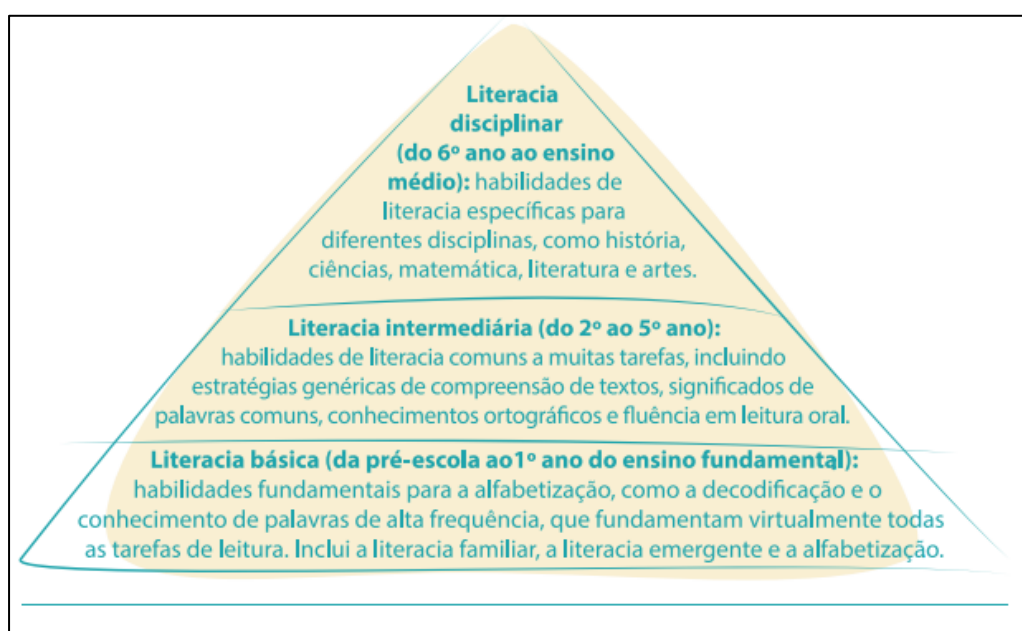 Literacia
disciplinar
(do 6º ano ao ensino
médio): habilidades de
literacia específicas para
diferentes disciplinas, como história,
ciências, matemática, literatura e artes.
Literacia intermediária (do 2º ao 5º ano):
habilidades de literacia comuns a muitas tarefas, incluindo
estratégias genéricas de compreensão de textos, significados de
palavras comuns, conhecimentos ortográficos e fluência em leitura oral.
Literacia básica (da pré-escola ao1º ano do ensino fundamental):
habilidades fundamentais para a alfabetização, como a decodificação e o
conhecimento de palavras de alta frequência, que fundamentam virtualmente todas
as tarefas de leitura. Inclui a literacia familiar, a literacia emergente e a alfabetização.